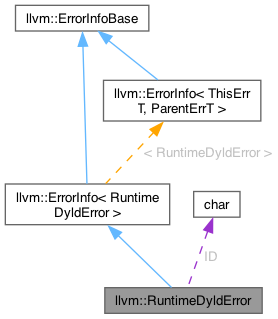 llvm::ErrorInfoBase
llvm::ErrorInfo< ThisErr
T, ParentErrT >
< RuntimeDyldError >
llvm::ErrorInfo< Runtime
DyldError >
char
ID
llvm::RuntimeDyldError